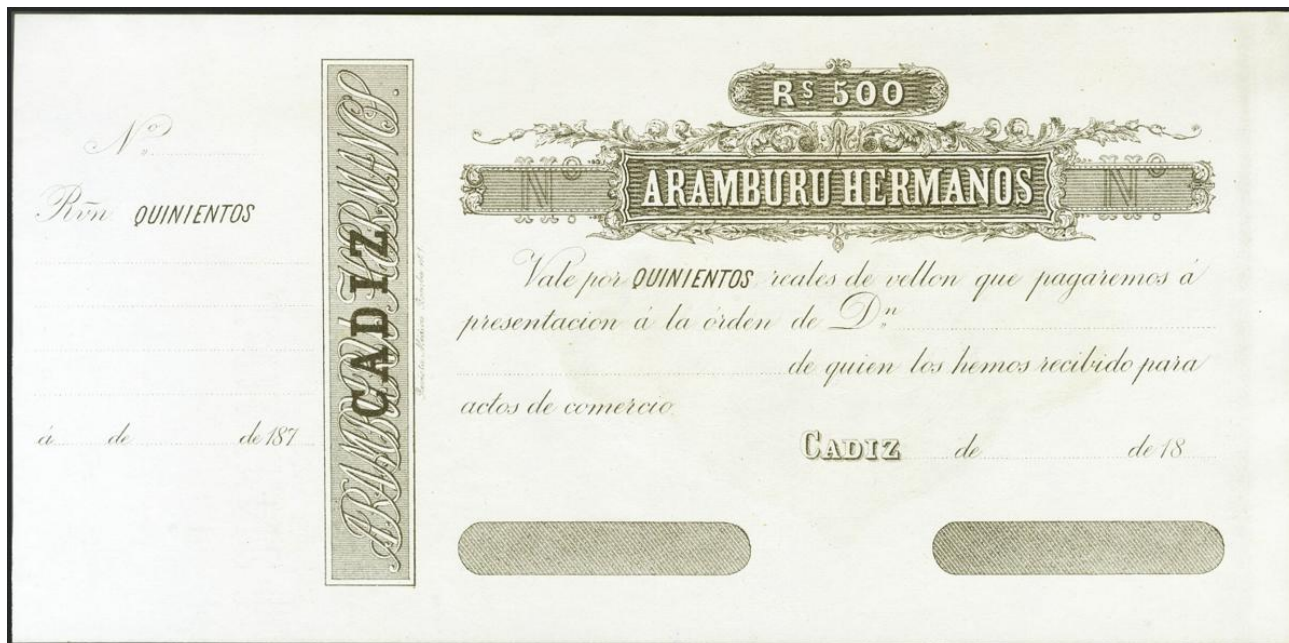 Nº
Rvn QUINIENTOS
á de de 187
ARAMBURU HERMANOS.
CADIZ
RS 500
Nº ARAMBURU HERMANOS Nº
Vale por QUINIENTOS reales de vellon que pagaremos á
presentacion á la órden de Dn
de quien los hemos recibido para
actos de comercio
CADIZ de de 18